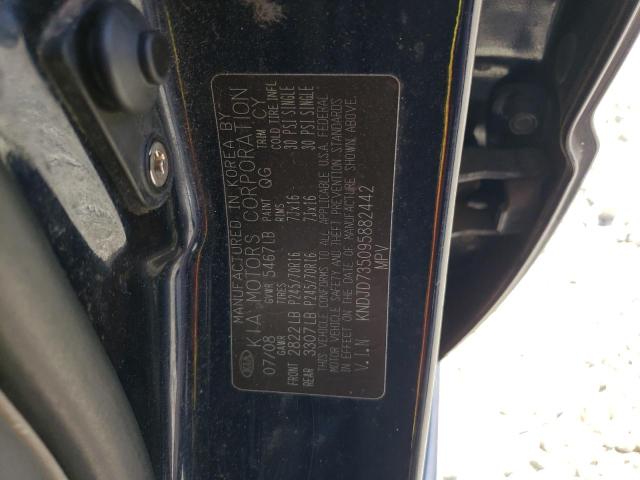 MANUFACTURED IN KOREA BY
KIA KIA MOTORS CORPORATION
07/08 GVWR 5467LB PAINT QG TRIM CY
GAWR TIRES RIMS COLD TIRE INFL
FRONT 2822LB P245/70R16 7Jx16 30 PSI SINGLE
REAR 3307LB P245/70R16 7Jx16 30 PSI SINGLE
THIS VEHICLE CONFORMS TO ALL APPLICABLE U.S.A. FEDERAL
MOTOR VEHICLE SAFETY AND THEFT PREVENTION STANDARDS
IN EFFECT ON THE DATE OF MANUFACTURE SHOWN ABOVE.
V.I.N KNDJD735095882442
MPV